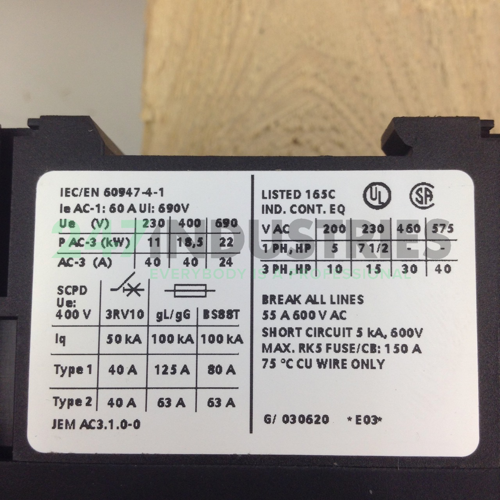 IEC/EN 60947-4-1
Ie AC-1: 60 A UI: 690V
Ue (V) 230 400 690
P AC-3 (kW) 11 18,5 22
AC-3 (A) 40 40 24
SCPD
Ue:
400 V 3RV10 gL/gG BS88T
Iq 50 kA 100 kA 100 kA
Type 1 40 A 125 A 80 A
Type 2 40 A 63 A 63 A
JEM AC3.1.0-0
LISTED 165C
IND. CONT. EQ
UL
SA
V AC 200 230 460 575
1 PH, HP 5 7 1/2
3 PH, HP 10 15 30 40
BREAK ALL LINES
55 A 600 V AC
SHORT CIRCUIT 5 kA, 600V
MAX. RK5 FUSE/CB: 150 A
75 °C CU WIRE ONLY
G/ 030620 *E03*
247 INDUSTRIES